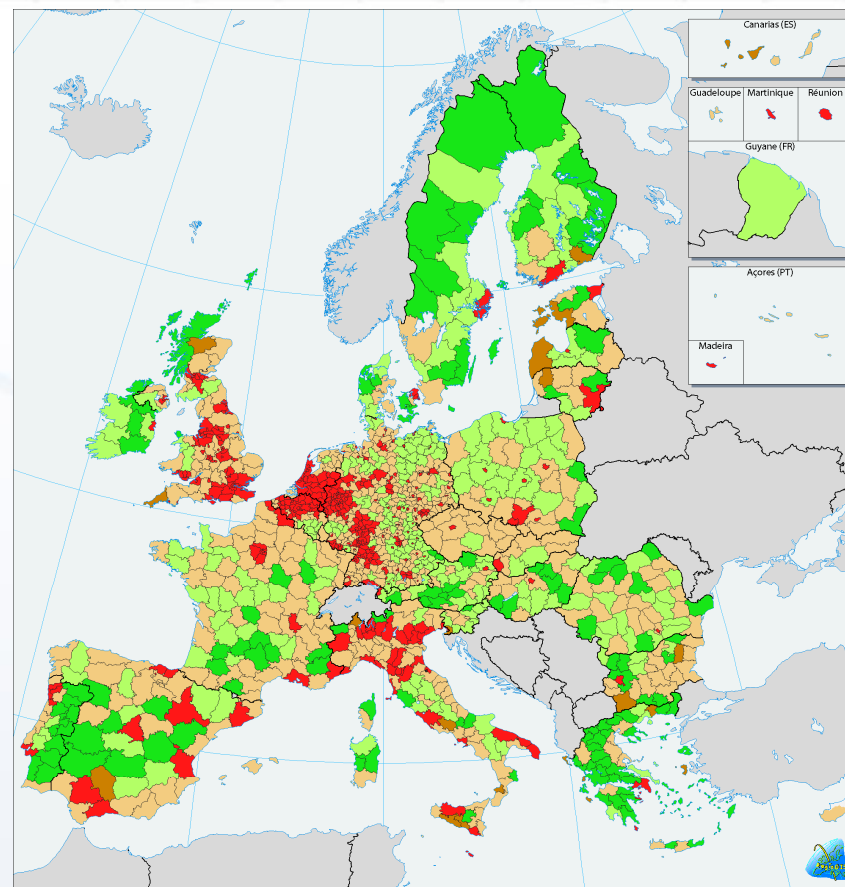 Canarias (ES)
Guadeloupe
Martinique
Réunion
Guyane (FR)
Açores (PT)
Madeira